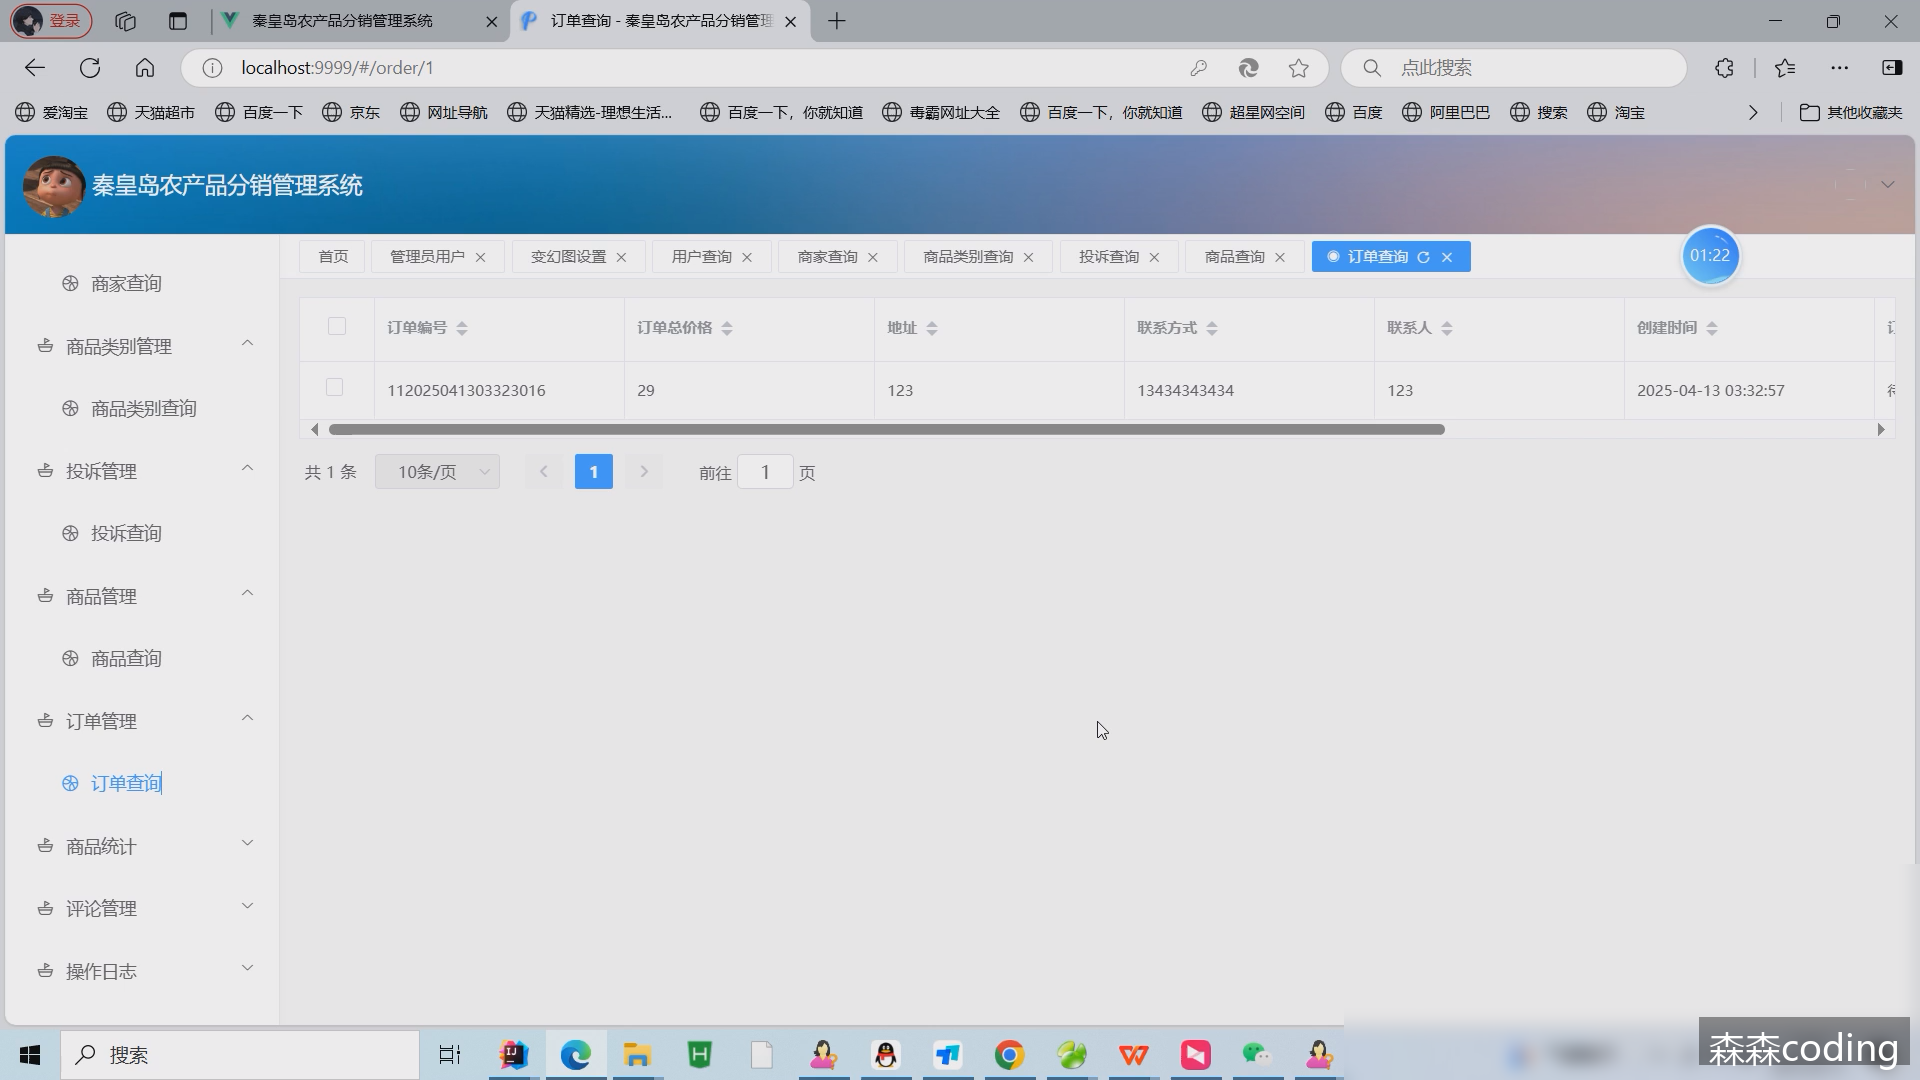 登录
秦皇岛农产品分销管理系统
订单查询 - 秦皇岛农产品分销管理
localhost:9999/#/order/1
点此搜索
爱淘宝
天猫超市
百度一下
京东
网址导航
天猫精选-理想生活...
百度一下，你就知道
毒霸网址大全
百度一下，你就知道
超星网空间
百度
阿里巴巴
搜索
淘宝
其他收藏夹
秦皇岛农产品分销管理系统
首页
管理员用户
变幻图设置
用户查询
商家查询
商品类别查询
投诉查询
商品查询
订单查询
01:22
商家查询
商品类别管理
商品类别查询
投诉管理
投诉查询
商品管理
商品查询
订单管理
订单查询
商品统计
评论管理
操作日志
订单编号
订单总价格
地址
联系方式
联系人
创建时间
112025041303323016
29
123
13434343434
123
2025-04-13 03:32:57
共 1 条
10条/页
1
前往
1
页
搜索
森森coding